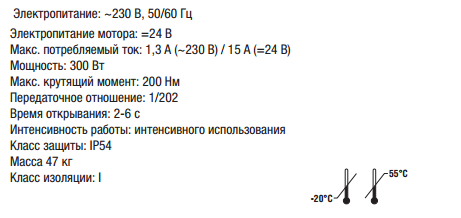 Электропитание: ~230 В, 50/60 Гц
Электропитание мотора: =24 В
Макс. потребляемый ток: 1,3 А (~230 В) / 15 А (=24 В)
Мощность: 300 Вт
Макс. крутящий момент: 200 Нм
Передаточное отношение: 1/202
Время открывания: 2-6 с
Интенсивность работы: интенсивного использования
Класс защиты: IP54
Масса 47 кг
Класс изоляции: I
-20°C
55°C